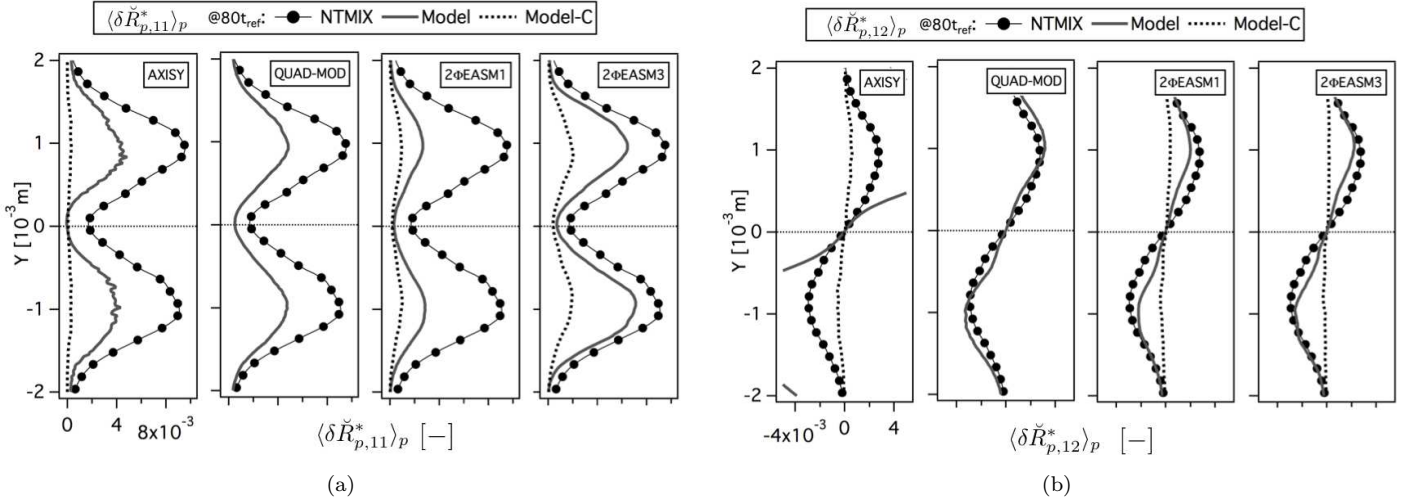 ⟨δR̆*p,11⟩p @80tref: NTMIX Model Model-C
AXISY QUAD-MOD 2ΦEASM1 2ΦEASM3
2
1
0
-1
-2
Y [10⁻³m]
0 4 8x10⁻³
⟨δR̆*p,11⟩p [−]
(a)
⟨δR̆*p,12⟩p @80tref: NTMIX Model Model-C
AXISY QUAD-MOD 2ΦEASM1 2ΦEASM3
2
1
0
-1
-2
Y [10⁻³m]
-4x10⁻³ 0 4
⟨δR̆*p,12⟩p [−]
(b)